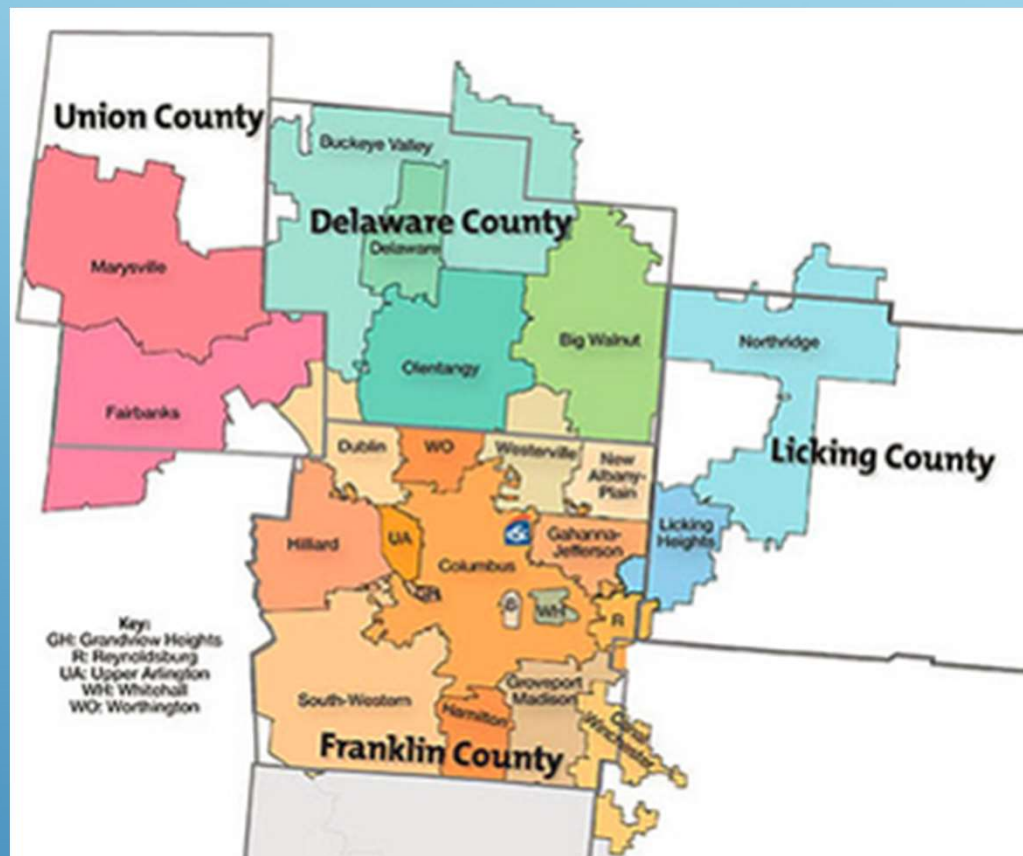 Union County
Buckeye Valley
Delaware County
Delaware
Marysville
Big Walnut
Northridge
Olentangy
Fairbanks
Licking County
Dublin
WO
Westerville
New
Albany-
Plain
Licking
Heights
Hilliard
UA
Gahanna-
Jefferson
Columbus
GH
WH
R
Key:
GH: Grandview Heights
R: Reynoldsburg
UA: Upper Arlington
WH: Whitehall
WO: Worthington
South-Western
Groveport
Madison
Hamilton
Canal
Winchester
Franklin County